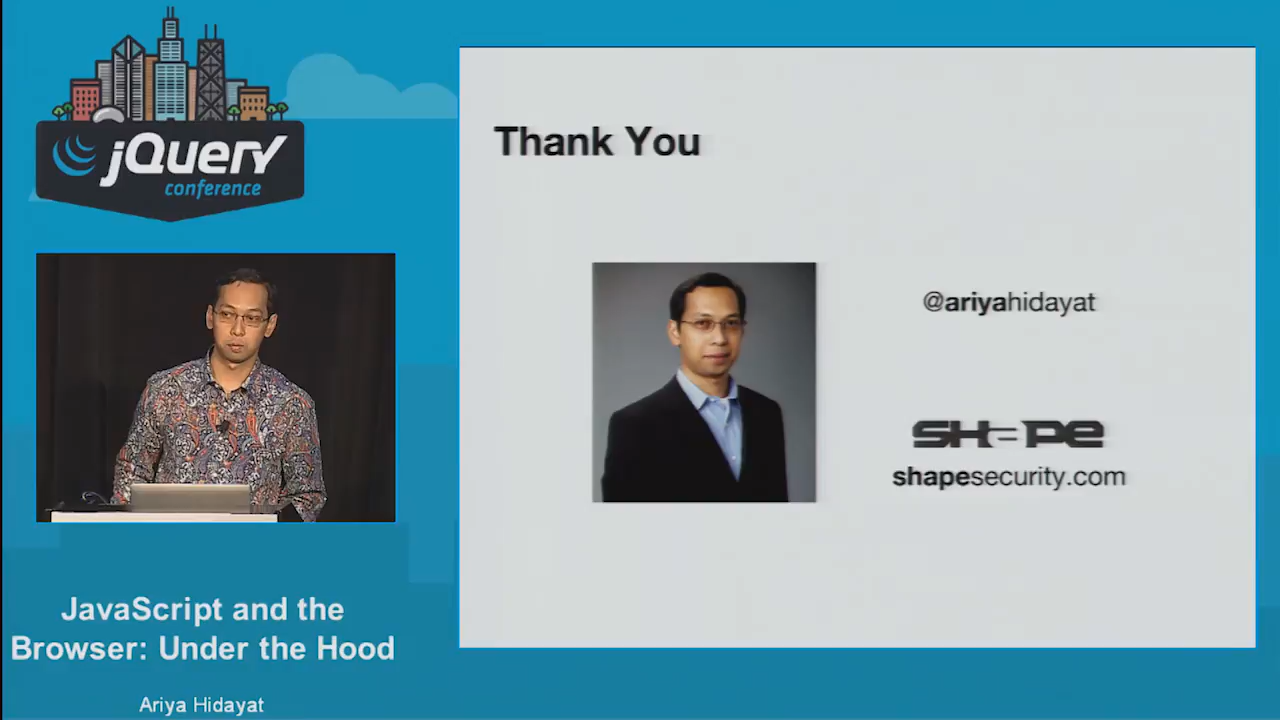 jQuery
conference
JavaScript and the
Browser: Under the Hood
Ariya Hidayat
Thank You
@ariyahidayat
SHAPE
shapesecurity.com